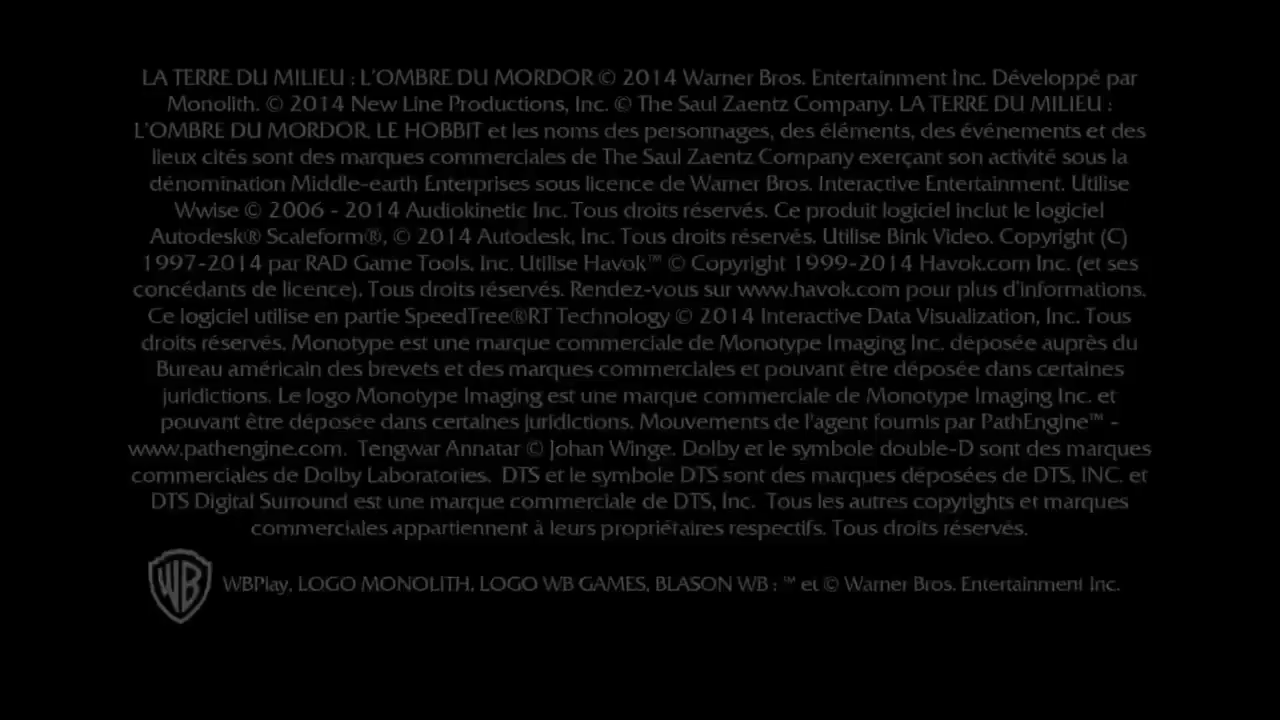 LA TERRE DU MILIEU : L'OMBRE DU MORDOR © 2014 Warner Bros. Entertainment Inc. Développé par
Monolith. © 2014 New Line Productions, Inc. © The Saul Zaentz Company. LA TERRE DU MILIEU :
L'OMBRE DU MORDOR, LE HOBBIT et les noms des personnages, des éléments, des événements et des
lieux cités sont des marques commerciales de The Saul Zaentz Company exerçant son activité sous la
dénomination Middle-earth Enterprises sous licence de Warner Bros. Interactive Entertainment. Utilise
Wwise © 2006 - 2014 Audiokinetic Inc. Tous droits réservés. Ce produit logiciel inclut le logiciel
Autodesk® Scaleform®, © 2014 Autodesk, Inc. Tous droits réservés. Utilise Bink Video. Copyright (C)
1997-2014 par RAD Game Tools, Inc. Utilise Havok™ © Copyright 1999-2014 Havok.com Inc. (et ses
concédants de licence). Tous droits réservés. Rendez-vous sur www.havok.com pour plus d'informations.
Ce logiciel utilise en partie SpeedTree®RT Technology © 2014 Interactive Data Visualization, Inc. Tous
droits réservés. Monotype est une marque commerciale de Monotype Imaging Inc. déposée auprès du
Bureau américain des brevets et des marques commerciales et pouvant être déposée dans certaines
juridictions. Le logo Monotype Imaging est une marque commerciale de Monotype Imaging Inc. et
pouvant être déposée dans certaines juridictions. Mouvements de l'agent fournis par PathEngine™ -
www.pathengine.com. Tengwar Annatar © Johan Winge. Dolby et le symbole double-D sont des marques
commerciales de Dolby Laboratories. DTS et le symbole DTS sont des marques déposées de DTS, INC. et
DTS Digital Surround est une marque commerciale de DTS, Inc. Tous les autres copyrights et marques
commerciales appartiennent à leurs propriétaires respectifs. Tous droits réservés.
WB WBPlay, LOGO MONOLITH, LOGO WB GAMES, BLASON WB : ™ et © Warner Bros. Entertainment Inc.